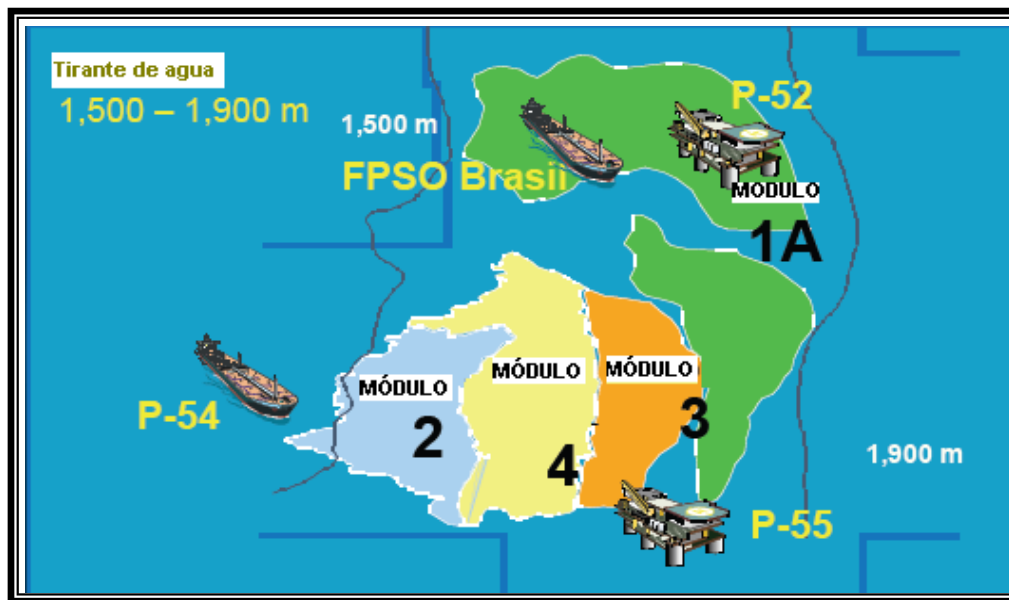 Tirante de agua
1,500 – 1,900 m
1,500 m
P-52
FPSO Brasil
MÓDULO
1A
MÓDULO
MÓDULO
MÓDULO
2
4
3
P-54
1,900 m
P-55